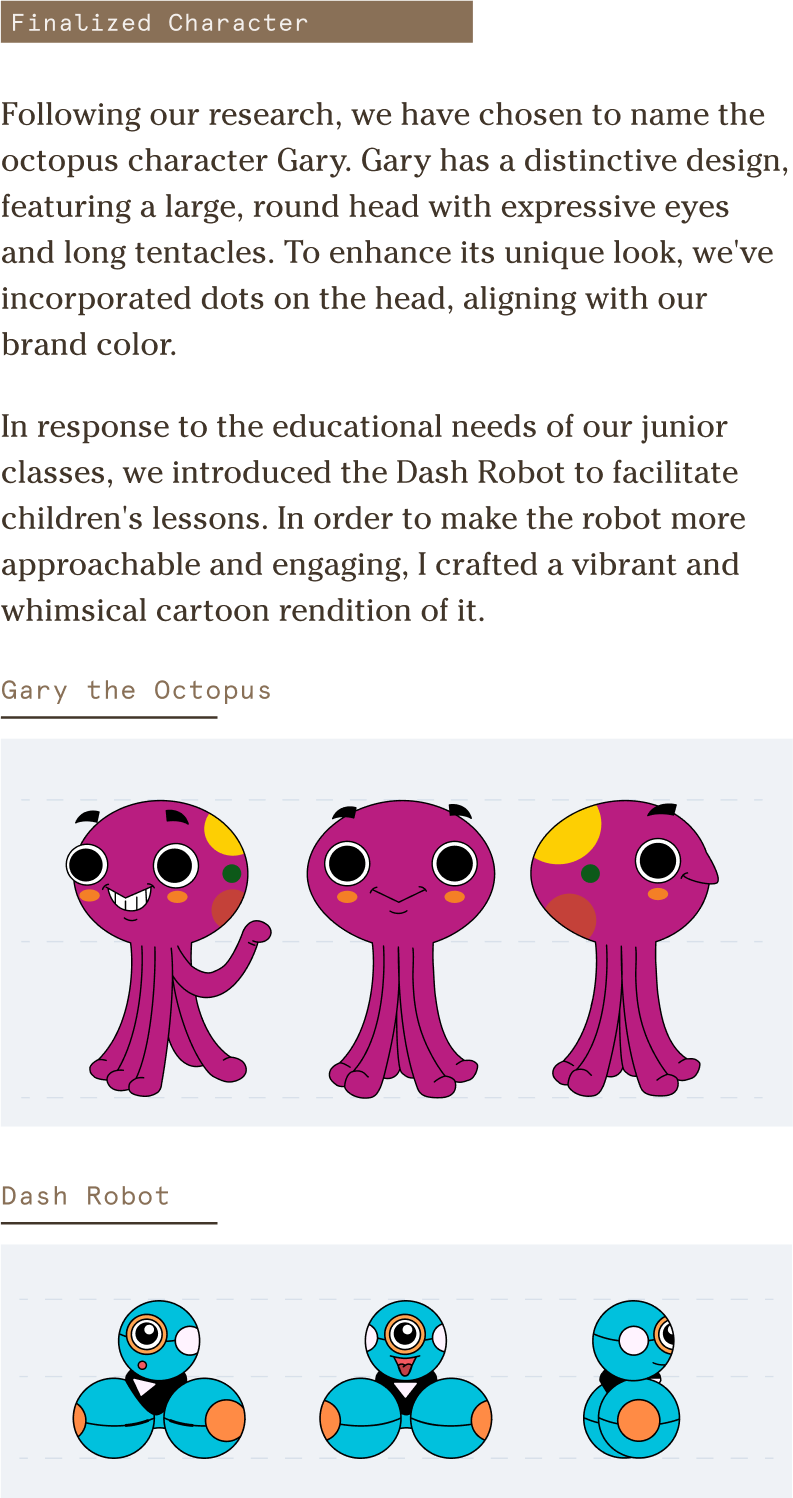 Finalized Character
Following our research, we have chosen to name the
octopus character Gary. Gary has a distinctive design,
featuring a large, round head with expressive eyes
and long tentacles. To enhance its unique look, we've
incorporated dots on the head, aligning with our
brand color.
In response to the educational needs of our junior
classes, we introduced the Dash Robot to facilitate
children's lessons. In order to make the robot more
approachable and engaging, I crafted a vibrant and
whimsical cartoon rendition of it.
Gary the Octopus
Dash Robot